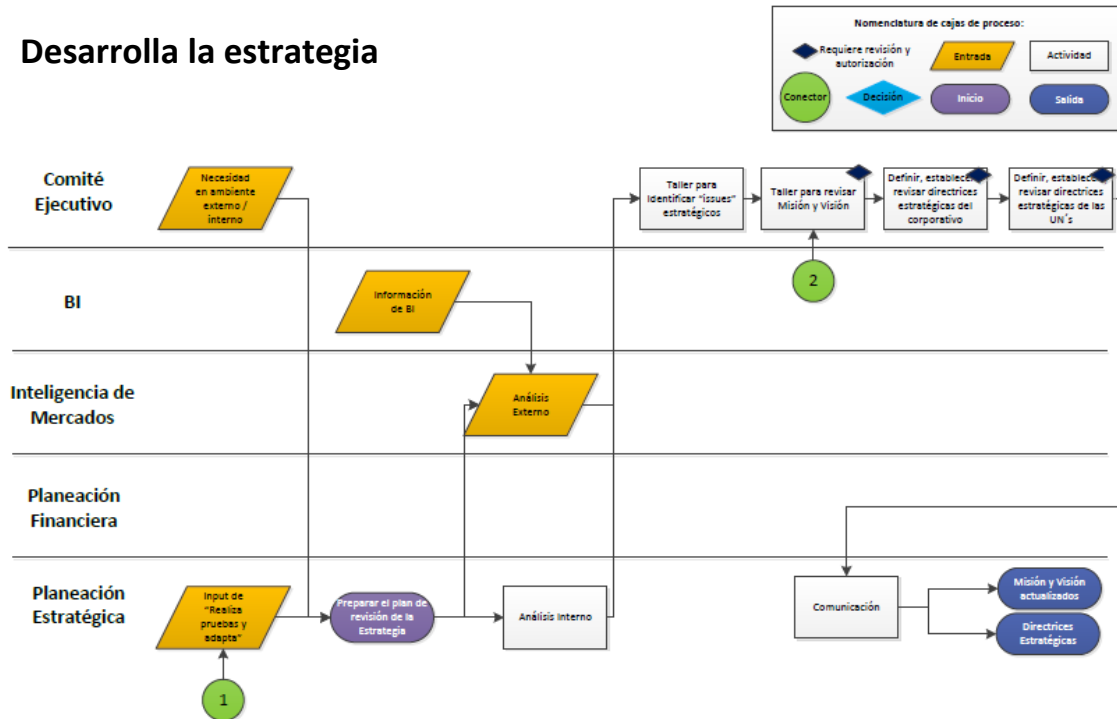 Desarrolla la estrategia
Nomenclatura de cajas de proceso:
Requiere revisión y
autorización
Entrada
Actividad
Conector
Decisión
Inicio
Salida
Comité
Ejecutivo
Necesidad
en ambiente
externo /
interno
Taller para
Identificar "issues"
estratégicos
Taller para revisar
Misión y Visión
Definir, establecer
revisar directrices
estratégicas del
corporativo
Definir, establecer
revisar directrices
estratégicas de las
UN´s
BI
Información
de BI
2
Inteligencia de
Mercados
Análisis
Externo
Planeación
Financiera
Planeación
Estratégica
Input de
"Realiza
pruebas y
adapta"
Preparar el plan de
revisión de la
Estrategia
Análisis Interno
Comunicación
Misión y Visión
actualizados
Directrices
Estratégicas
1